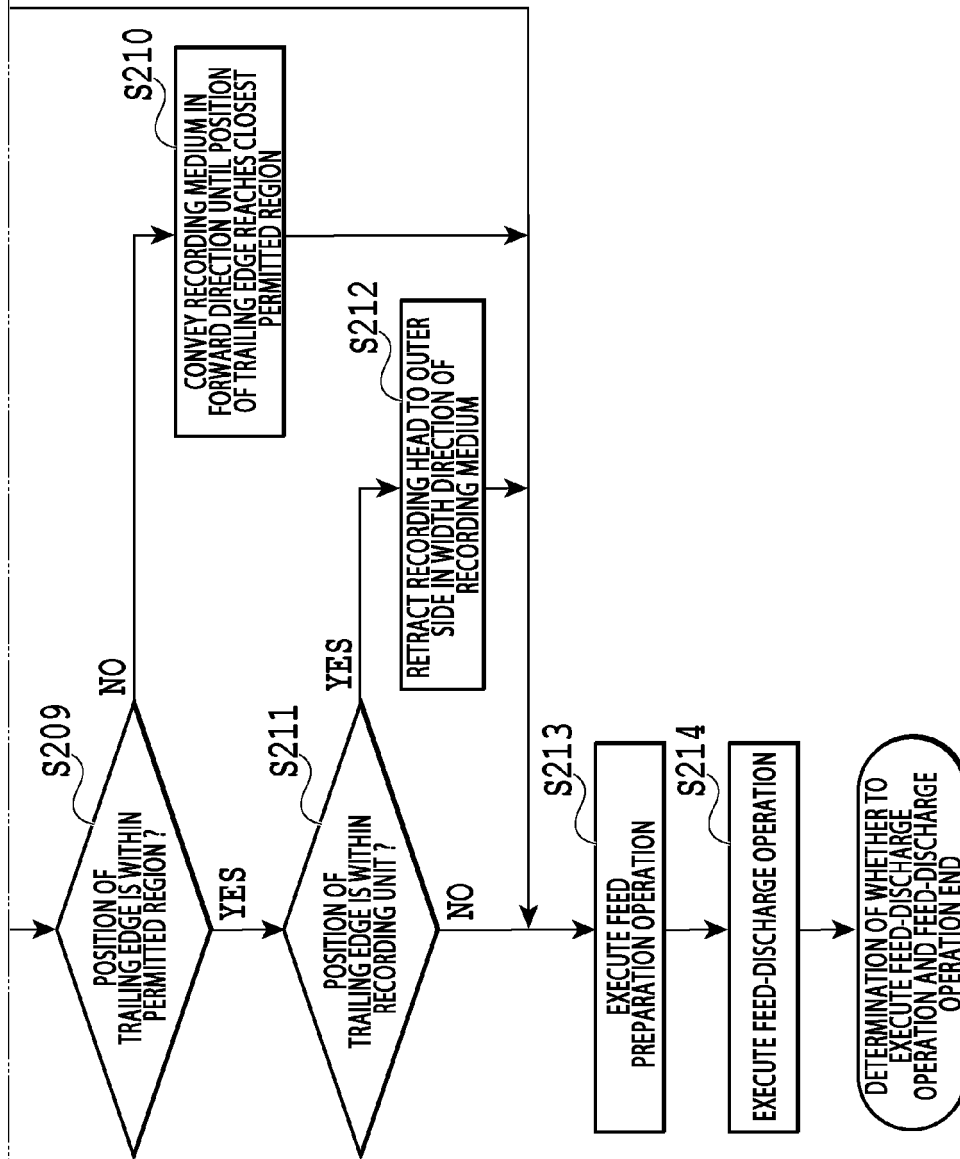 S209
POSITION OF
TRAILING EDGE IS WITHIN
PERMITTED REGION ?
NO
YES
S210
CONVEY RECORDING MEDIUM IN
FORWARD DIRECTION UNTIL POSITION
OF TRAILING EDGE REACHES CLOSEST
PERMITTED REGION
S211
POSITION OF
TRAILING EDGE IS WITHIN
RECORDING UNIT ?
YES
NO
S212
RETRACT RECORDING HEAD TO OUTER
SIDE IN WIDTH DIRECTION OF
RECORDING MEDIUM
S213
EXECUTE FEED
PREPARATION OPERATION
S214
EXECUTE FEED-DISCHARGE OPERATION
DETERMINATION OF WHETHER TO
EXECUTE FEED-DISCHARGE
OPERATION AND FEED-DISCHARGE
OPERATION END